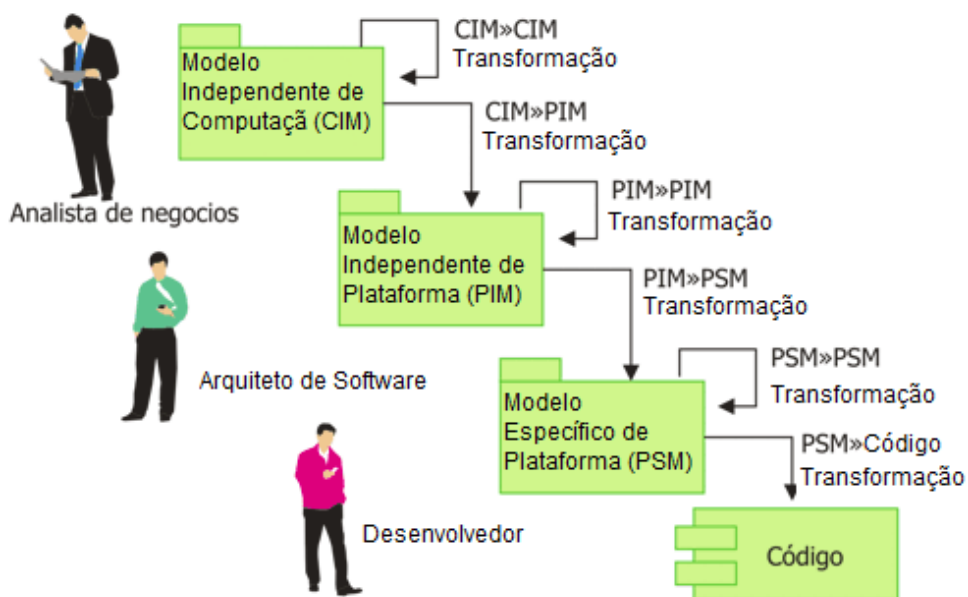 CIM»CIM
Transformação
Modelo
Independente de
Computaçã (CIM)
CIM»PIM
Transformação
Analista de negocios
PIM»PIM
Transformação
Modelo
Independente de
Plataforma (PIM)
PIM»PSM
Transformação
Arquiteto de Software
PSM»PSM
Transformação
Modelo
Específico de
Plataforma (PSM)
PSM»Código
Transformação
Desenvolvedor
Código